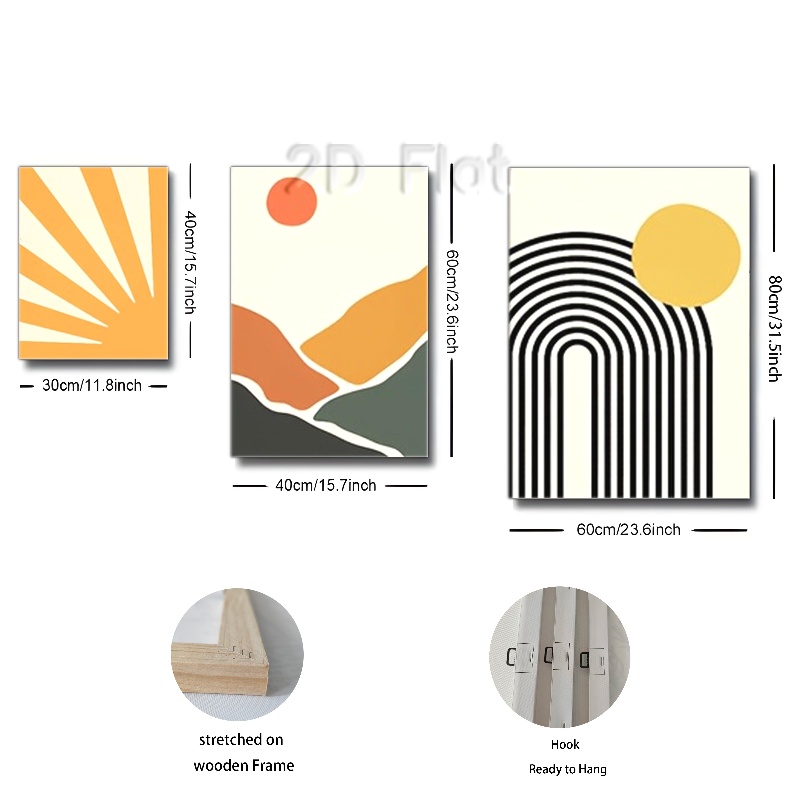 2D Flat
40cm/15.7inch
30cm/11.8inch
60cm/23.6inch
40cm/15.7inch
80cm/31.5inch
60cm/23.6inch
stretched on
wooden Frame
Hook
Ready to Hang